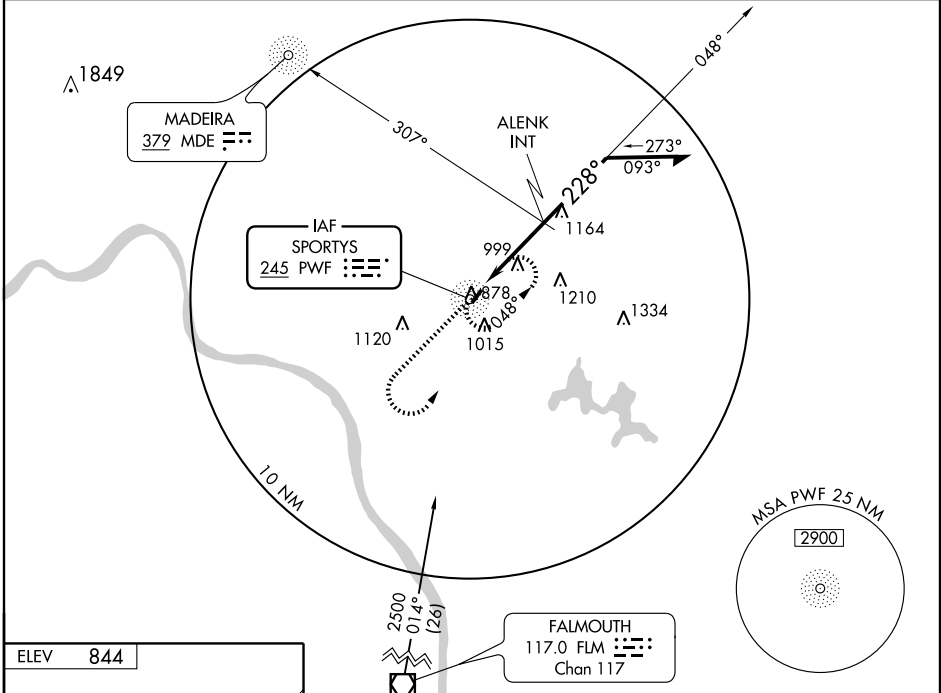 1849
MADEIRA
379 MDE
048°
307°
ALENK
INT
273°
093°
228°
1164
IAF
SPORTYS
245 PWF
999
878
1210
048°
1334
1120
1015
10 NM
MSA PWF 25 NM
2900
2500
014°
(26)
FALMOUTH
117.0 FLM
Chan 117
ELEV 844